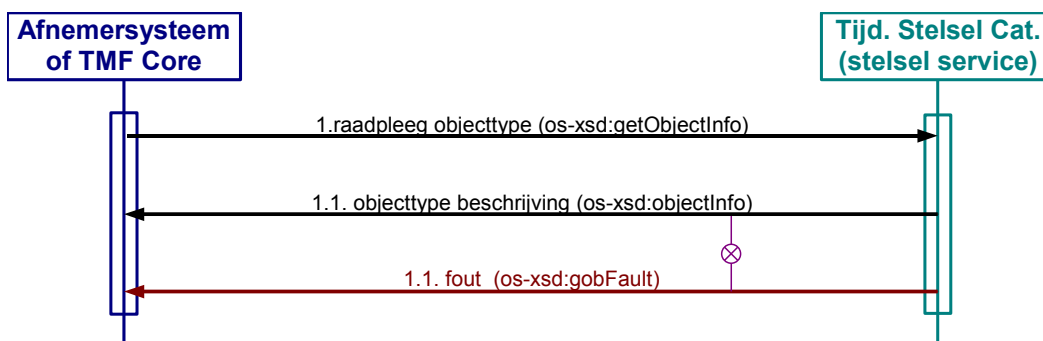 Afnemersysteem
of TMF Core
Tijd. Stelsel Cat.
(stelsel service)
1.raadpleeg objecttype (os-xsd:getObjectInfo)
1.1. objecttype beschrijving (os-xsd:objectInfo)
1.1. fout (os-xsd:gobFault)